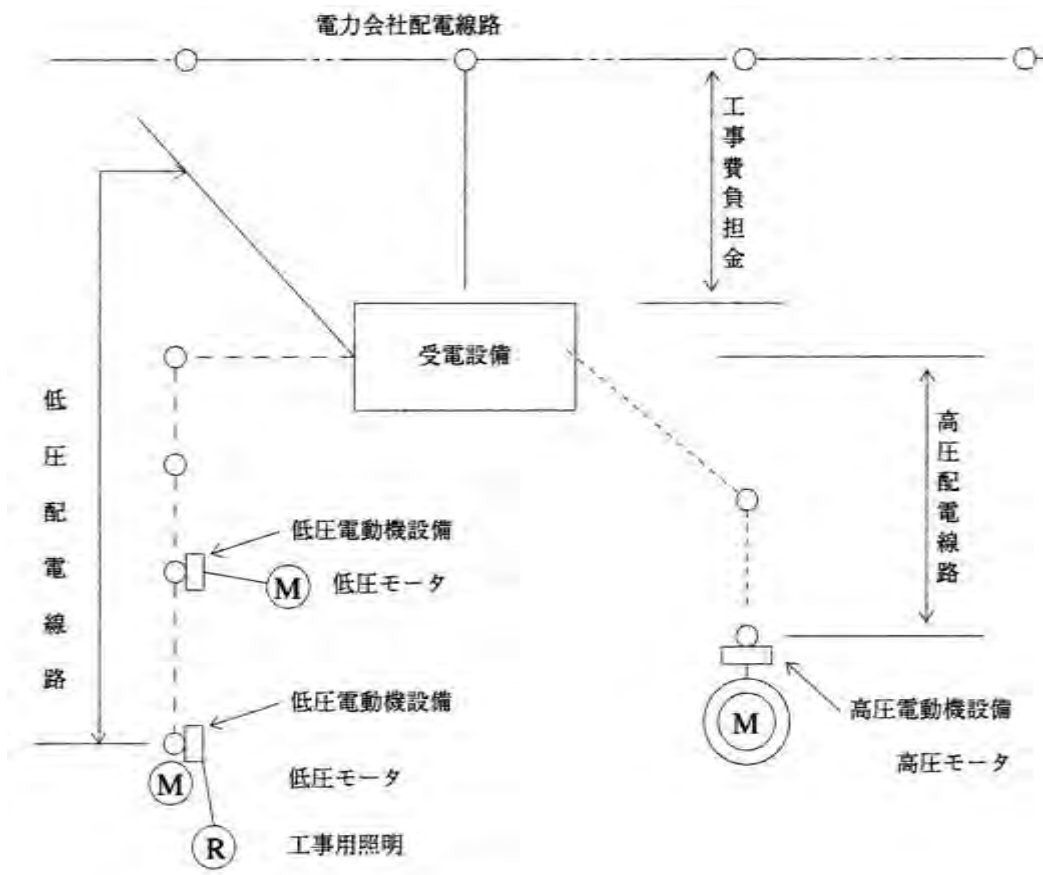 電力会社配電線路
工事費負担金
受電設備
低圧配電線路
高圧配電線路
低圧電動機設備
M
低圧モータ
低圧電動機設備
高圧電動機設備
M
高圧モータ
M
低圧モータ
R
工事用照明